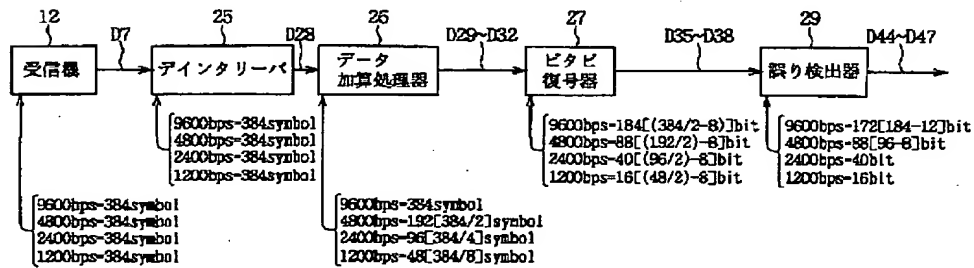 12
25
26
27
29
D7
D28
D29~D32
D35~D38
D44~D47
受信機
デインタリーバ
データ
加算処理器
ビタビ
復号器
誤り検出器
9600bps=384symbol
4800bps=384symbol
2400bps=384symbol
1200bps=384symbol
9600bps=384symbol
4800bps=384symbol
2400bps=384symbol
1200bps=384symbol
9600bps=384symbol
4800bps=192[384/2]symbol
2400bps=96[384/4]symbol
1200bps=48[384/8]symbol
9600bps=184[(384/2-8)]bit
4800bps=88[(192/2)-8]bit
2400bps=40[(96/2)-8]bit
1200bps=16[(48/2)-8]bit
9600bps=172[184-12]bit
4800bps=88[96-8]bit
2400bps=40bit
1200bps=16bit